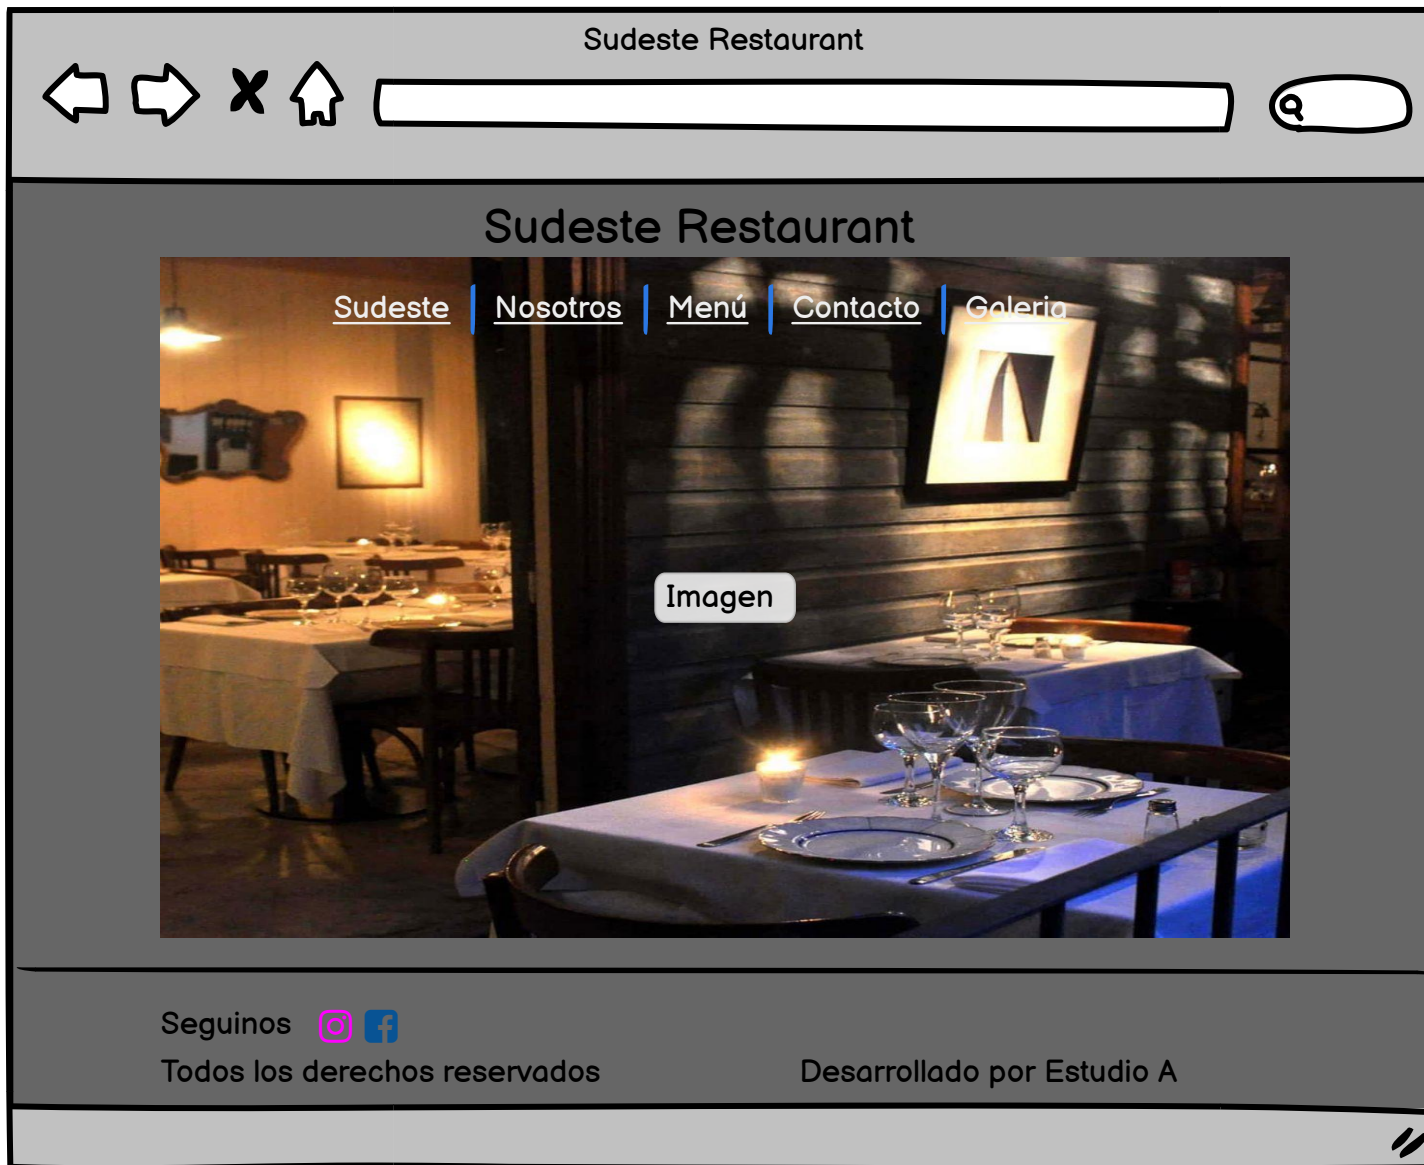 Sudeste Restaurant
Sudeste Restaurant
Sudeste Nosotros Menú Contacto Galeria
Imagen
Seguinos
Todos los derechos reservados Desarrollado por Estudio A